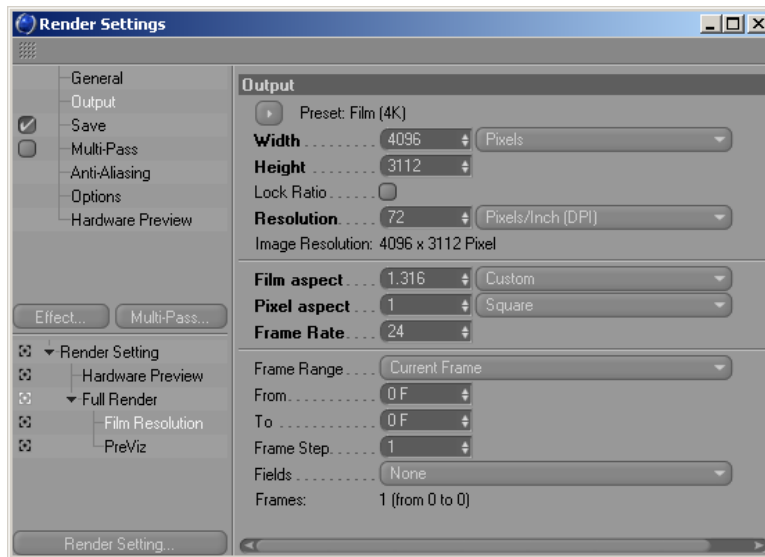 Render Settings
General
Output
Save
Multi-Pass
Anti-Aliasing
Options
Hardware Preview
Effect...
Multi-Pass...
Render Setting
Hardware Preview
Full Render
Film Resolution
PreViz
Render Setting...
Output
Preset: Film (4K)
Width . . . . . . . . . 4096 Pixels
Height . . . . . . . . 3112
Lock Ratio . . . . . .
Resolution. . . . . 72 Pixels/Inch (DPI)
Image Resolution: 4096 x 3112 Pixel
Film aspect. . . . 1.316 Custom
Pixel aspect . . . 1 Square
Frame Rate. . . . 24
Frame Range . . . . Current Frame
From. . . . . . . . . . . 0 F
To . . . . . . . . . . . . . 0 F
Frame Step. . . . . . 1
Fields . . . . . . . . . . None
Frames: 1 (from 0 to 0)